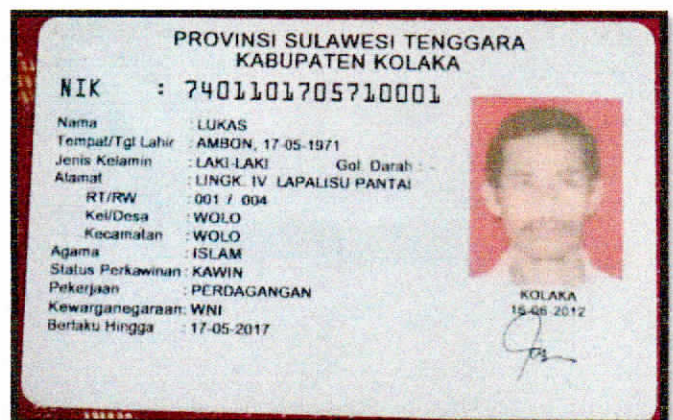 PROVINSI SULAWESI TENGGARA
KABUPATEN KOLAKA
NIK : 7401101705710001
Nama : LUKAS
Tempat/Tgl Lahir : AMBON, 17-05-1971
Jenis Kelamin : LAKI-LAKI Gol. Darah : -
Alamat : LINGK. IV LAPALISU PANTAI
RT/RW : 001 / 004
Kel/Desa : WOLO
Kecamatan : WOLO
Agama : ISLAM
Status Perkawinan : KAWIN
Pekerjaan : PERDAGANGAN
Kewarganegaraan: WNI
Berlaku Hingga : 17-05-2017
KOLAKA
15-06-2012